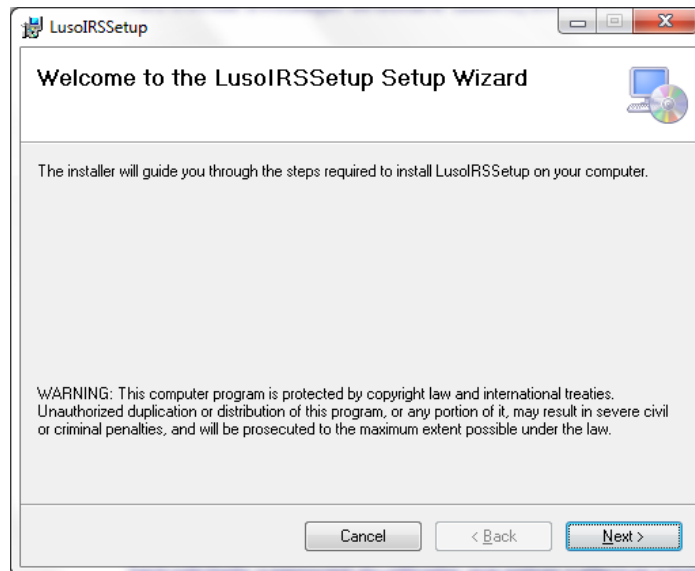 LusoIRSSetup
Welcome to the LusoIRSSetup Setup Wizard
The installer will guide you through the steps required to install LusoIRSSetup on your computer.
WARNING: This computer program is protected by copyright law and international treaties.
Unauthorized duplication or distribution of this program, or any portion of it, may result in severe civil
or criminal penalties, and will be prosecuted to the maximum extent possible under the law.
Cancel
< Back
Next >